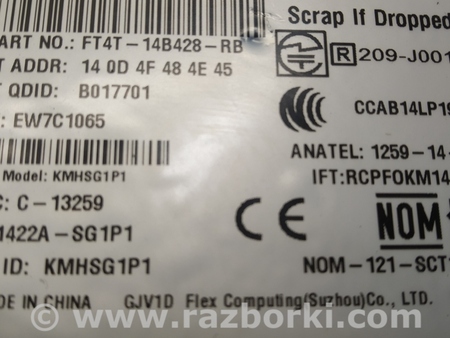 Scrap If Dropped
PART NO.: FT4T-14B428-RB
209-J001
ADDR: 14 0D 4F 48 4E 45
QDID: B017701
CCAB14LP19
: EW7C1065
ANATEL: 1259-14-
Model: KMHSG1P1
IFT:RCPFOKM14
C: C-13259
CE
NOM
1422A-SG1P1
ID: KMHSG1P1
NOM-121-SCT1
DE IN CHINA GJV1D Flex Computing(Suzhou)Co., LTD.
© www.razborki.com